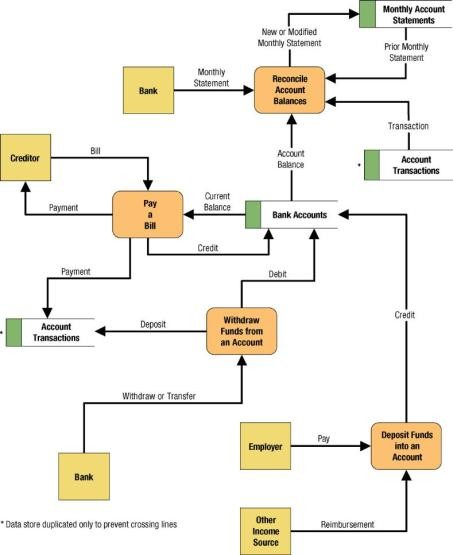 Monthly Account
Statements
New or Modified
Monthly Statement
Prior Monthly
Statement
Monthly
Statement
Bank
Reconcile
Account
Balances
Transaction
Creditor
Bill
Account
Balance
*
Account
Transactions
Payment
Pay
a
Bill
Current
Balance
Bank Accounts
Credit
Payment
Debit
*
Account
Transactions
Deposit
Withdraw
Funds from
an Account
Credit
Withdraw or Transfer
Bank
Employer
Pay
Deposit Funds
into an
Account
Other
Income
Source
Reimbursement
* Data store duplicated only to prevent crossing lines